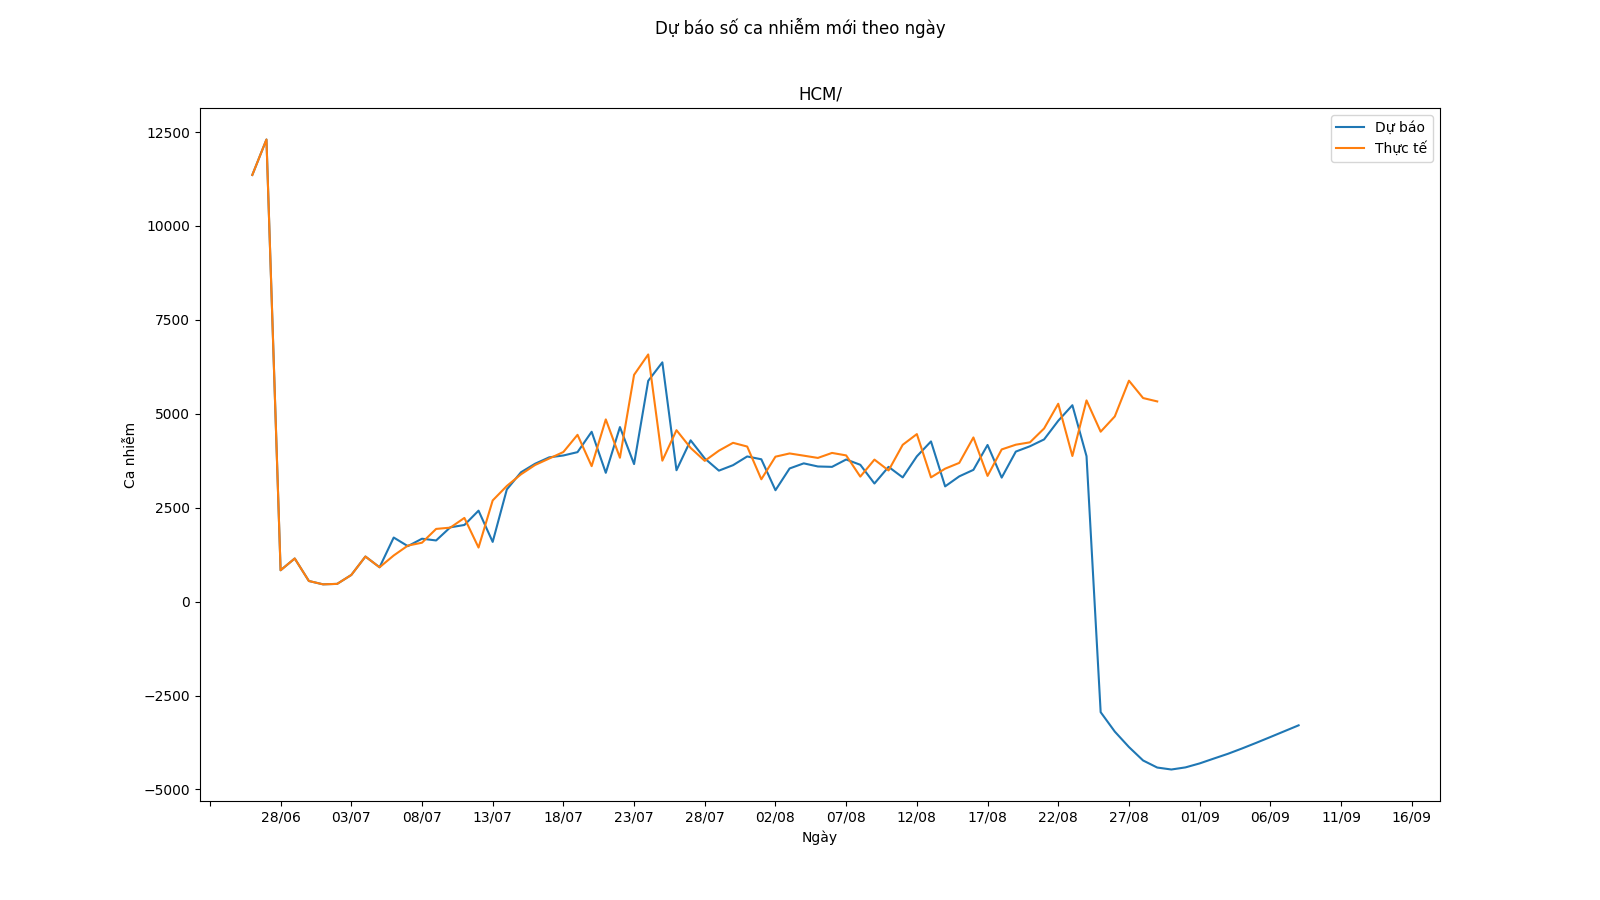 Dự báo số ca nhiễm mới theo ngày
HCM/
Dự báo
Thực tế
12500
10000
7500
5000
2500
0
−2500
−5000
Ca nhiễm
28/06 03/07 08/07 13/07 18/07 23/07 28/07 02/08 07/08 12/08 17/08 22/08 27/08 01/09 06/09 11/09 16/09
Ngày